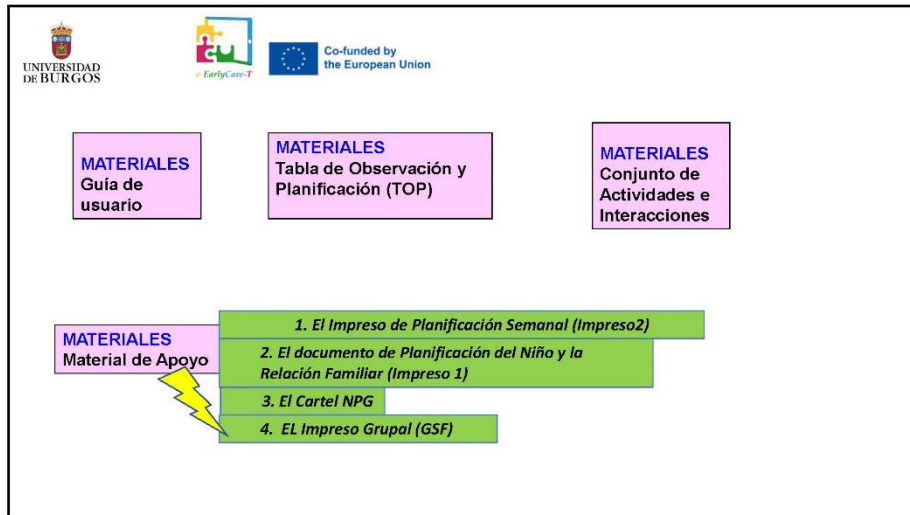 UNIVERSIDAD
DE BURGOS
e-EarlyCare-T
Co-funded by
the European Union
MATERIALES
Guía de
usuario
MATERIALES
Tabla de Observación y
Planificación (TOP)
MATERIALES
Conjunto de
Actividades e
Interacciones
MATERIALES
Material de Apoyo
1. El Impreso de Planificación Semanal (Impreso2)
2. El documento de Planificación del Niño y la
Relación Familiar (Impreso 1)
3. El Cartel NPG
4. EL Impreso Grupal (GSF)